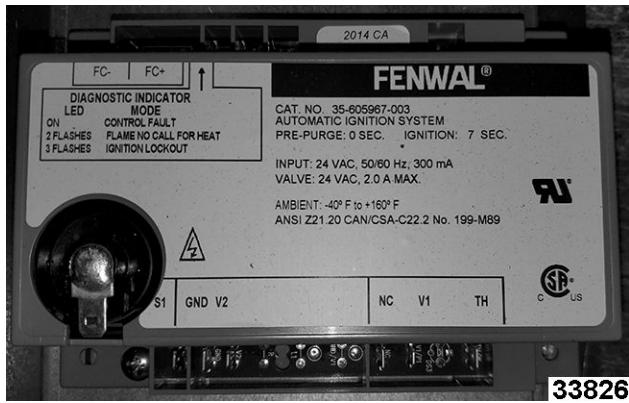 2014 CA
FC- FC+
FENWAL®
DIAGNOSTIC INDICATOR
LED MODE
ON CONTROL FAULT
2 FLASHES FLAME NO CALL FOR HEAT
3 FLASHES IGNITION LOCKOUT
CAT. NO. 35-605967-003
AUTOMATIC IGNITION SYSTEM
PRE-PURGE: 0 SEC. IGNITION: 7 SEC.
INPUT: 24 VAC, 50/60 Hz, 300 mA
VALVE: 24 VAC, 2.0 A MAX.
AMBIENT: -40º F to +160º F
ANSI Z21.20 CAN/CSA-C22.2 No. 199-M89
S1 GND V2 NC V1 TH
C US
33826